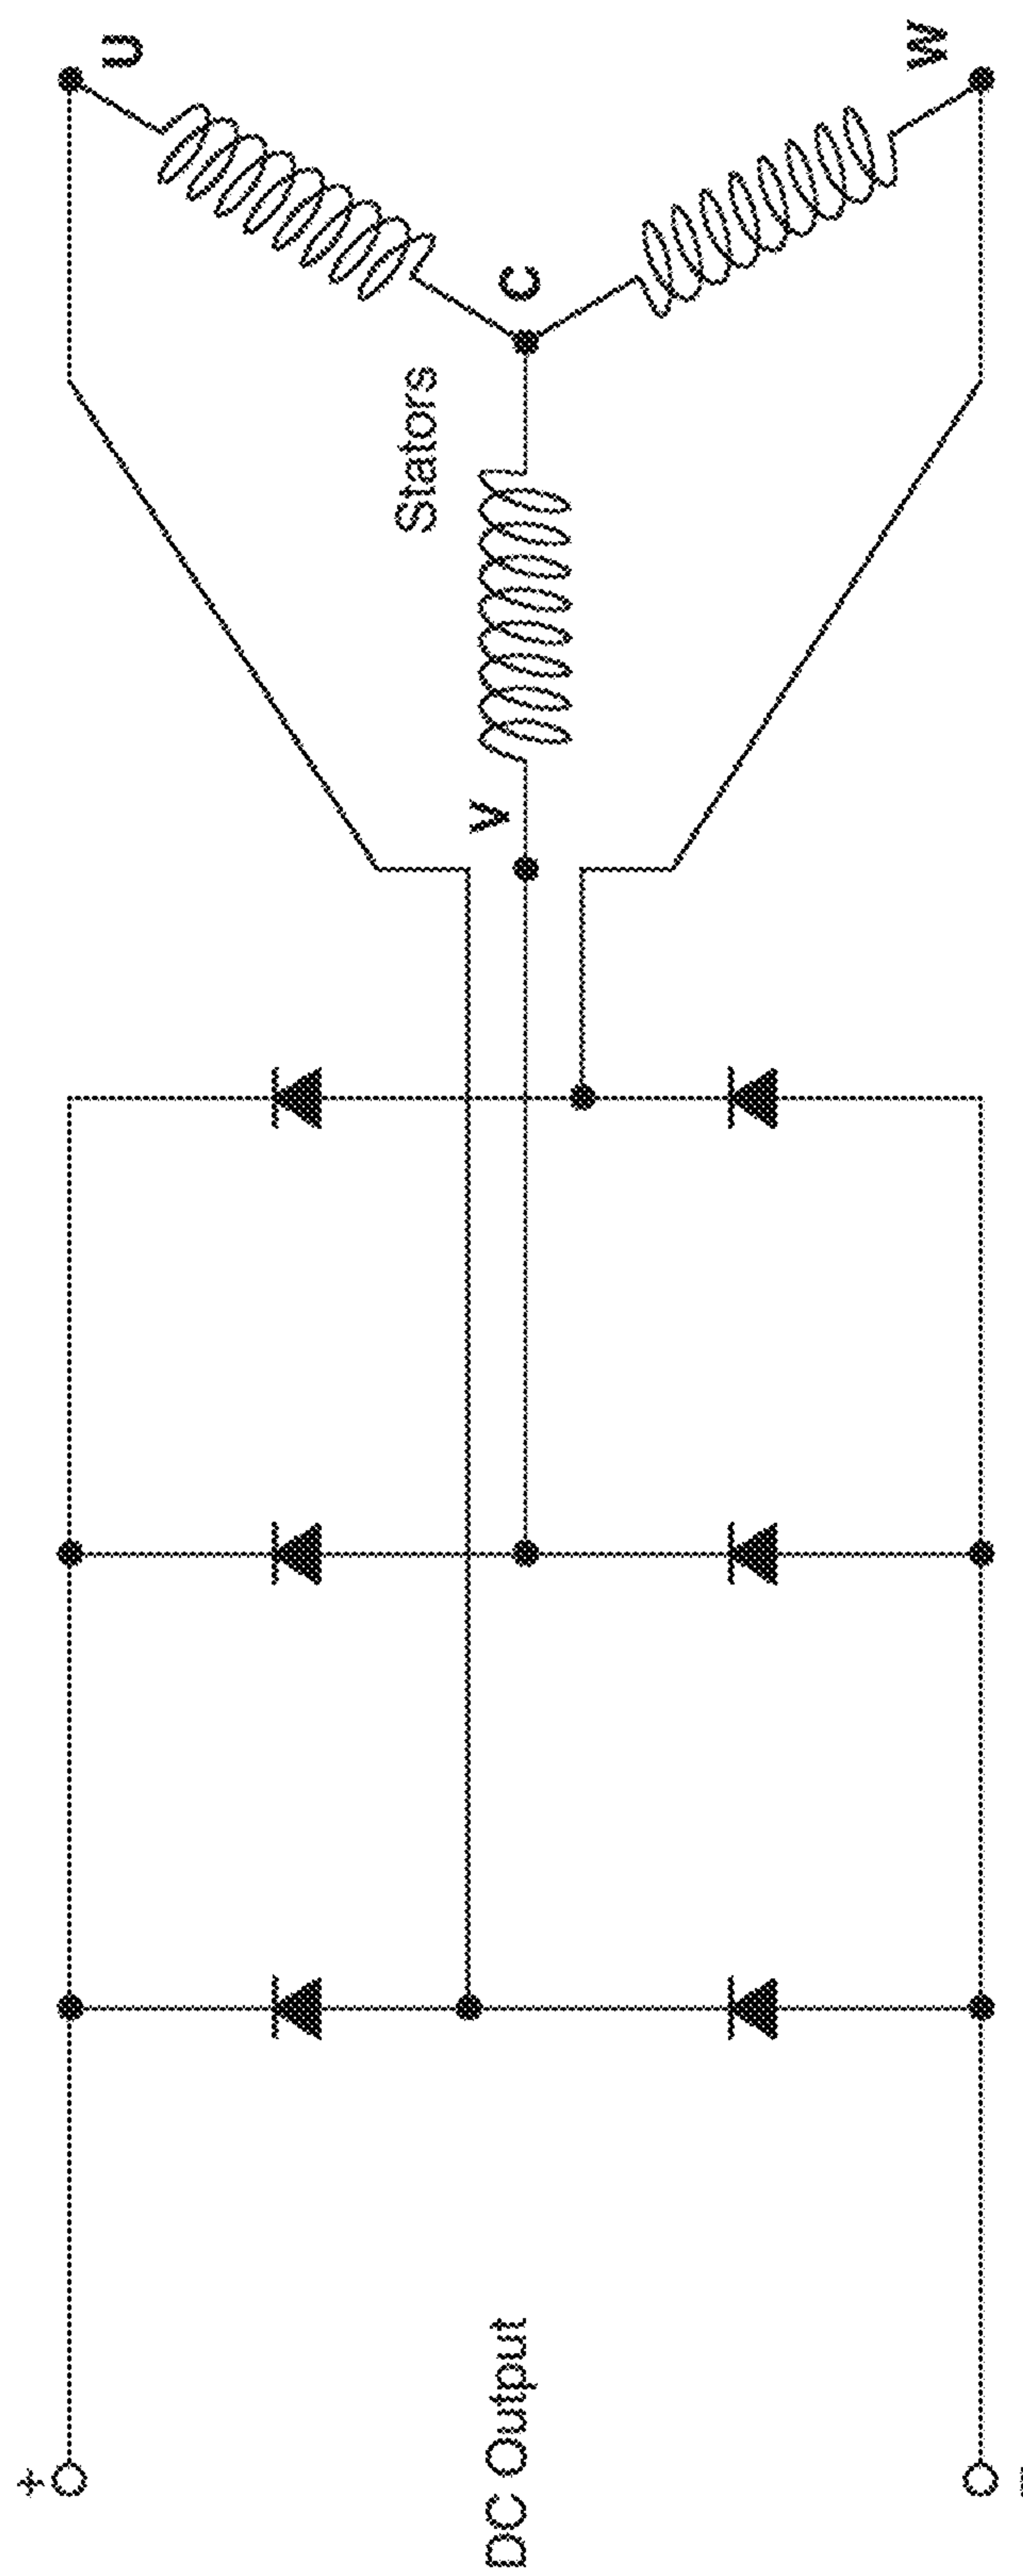 +
DC Output
-
V
Stators
C
U
W